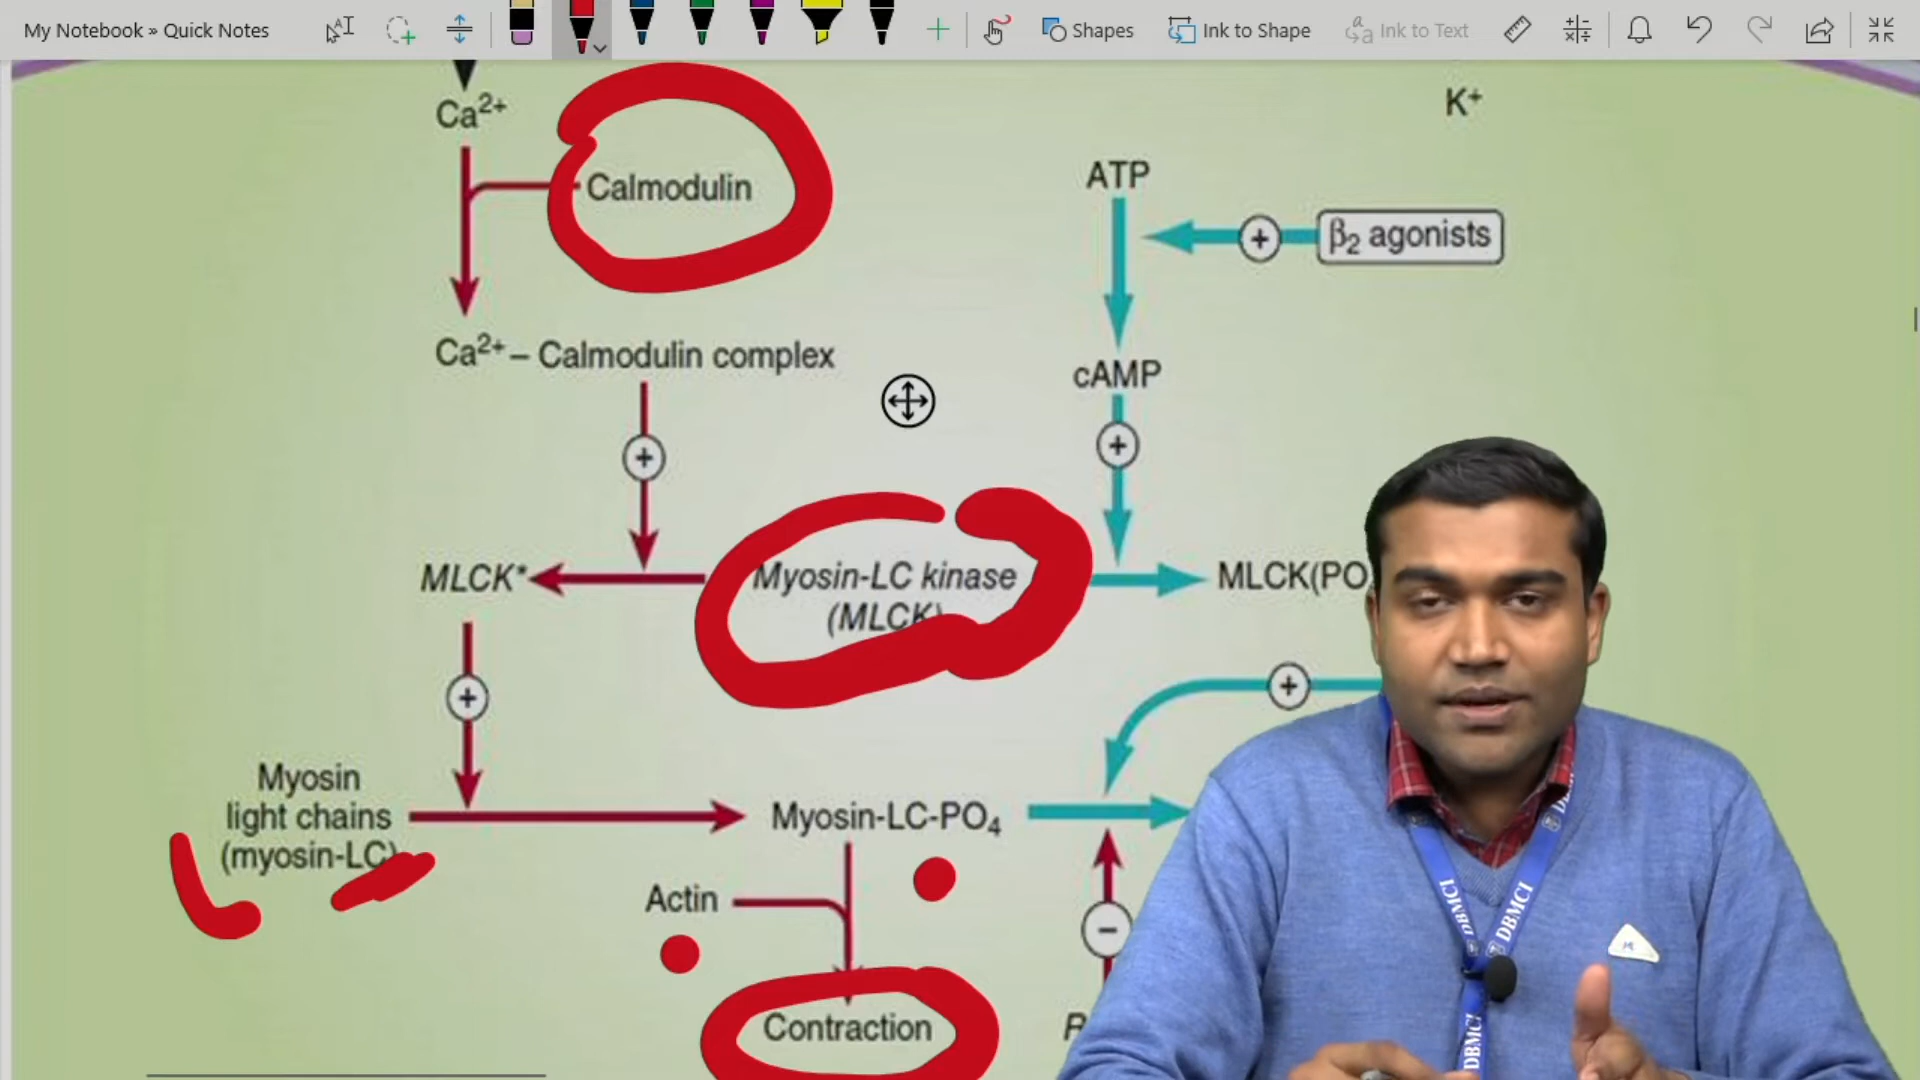 My Notebook » Quick Notes
Shapes
Ink to Shape
Ink to Text
Ca2+
K+
Calmodulin
ATP
β2 agonists
Ca2+ – Calmodulin complex
cAMP
MLCK*
Myosin-LC kinase
(MLCK)
MLCK(PO
Myosin
light chains
(myosin-LC)
Myosin-LC-PO4
Actin
Contraction
DBMCI
DBMCI
DBMCI
DBMCI